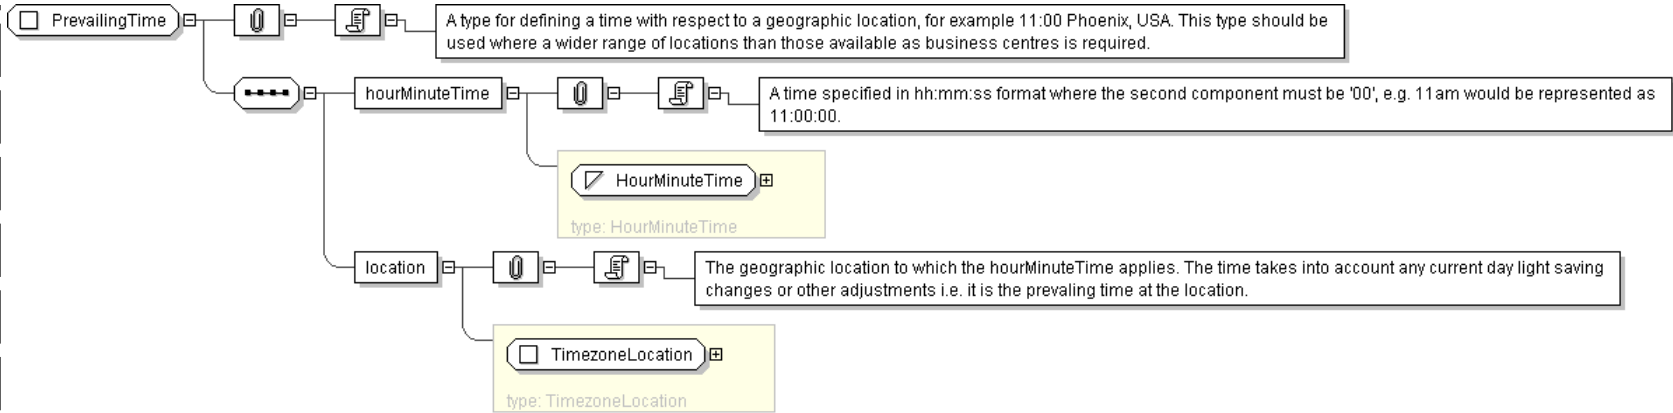 PrevailingTime
A type for defining a time with respect to a geographic location, for example 11:00 Phoenix, USA. This type should be
used where a wider range of locations than those available as business centres is required.
hourMinuteTime
A time specified in hh:mm:ss format where the second component must be '00', e.g. 11am would be represented as
11:00:00.
HourMinuteTime
type: HourMinuteTime
location
The geographic location to which the hourMinuteTime applies. The time takes into account any current day light saving
changes or other adjustments i.e. it is the prevaling time at the location.
TimezoneLocation
type: TimezoneLocation